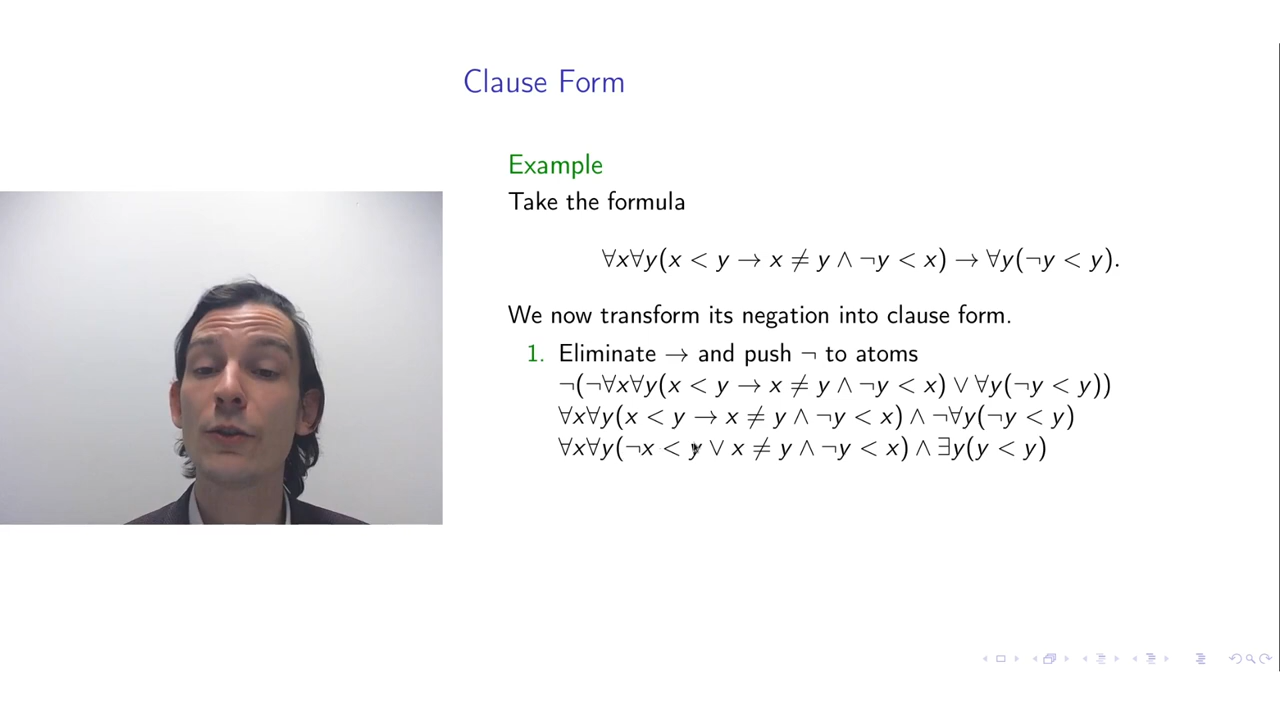 Clause Form
Example
Take the formula
∀x∀y(x < y → x ≠ y ∧ ¬y < x) → ∀y(¬y < y).
We now transform its negation into clause form.
1. Eliminate → and push ¬ to atoms
¬(¬∀x∀y(x < y → x ≠ y ∧ ¬y < x) ∨ ∀y(¬y < y))
∀x∀y(x < y → x ≠ y ∧ ¬y < x) ∧ ¬∀y(¬y < y)
∀x∀y(¬x < y ∨ x ≠ y ∧ ¬y < x) ∧ ∃y(y < y)